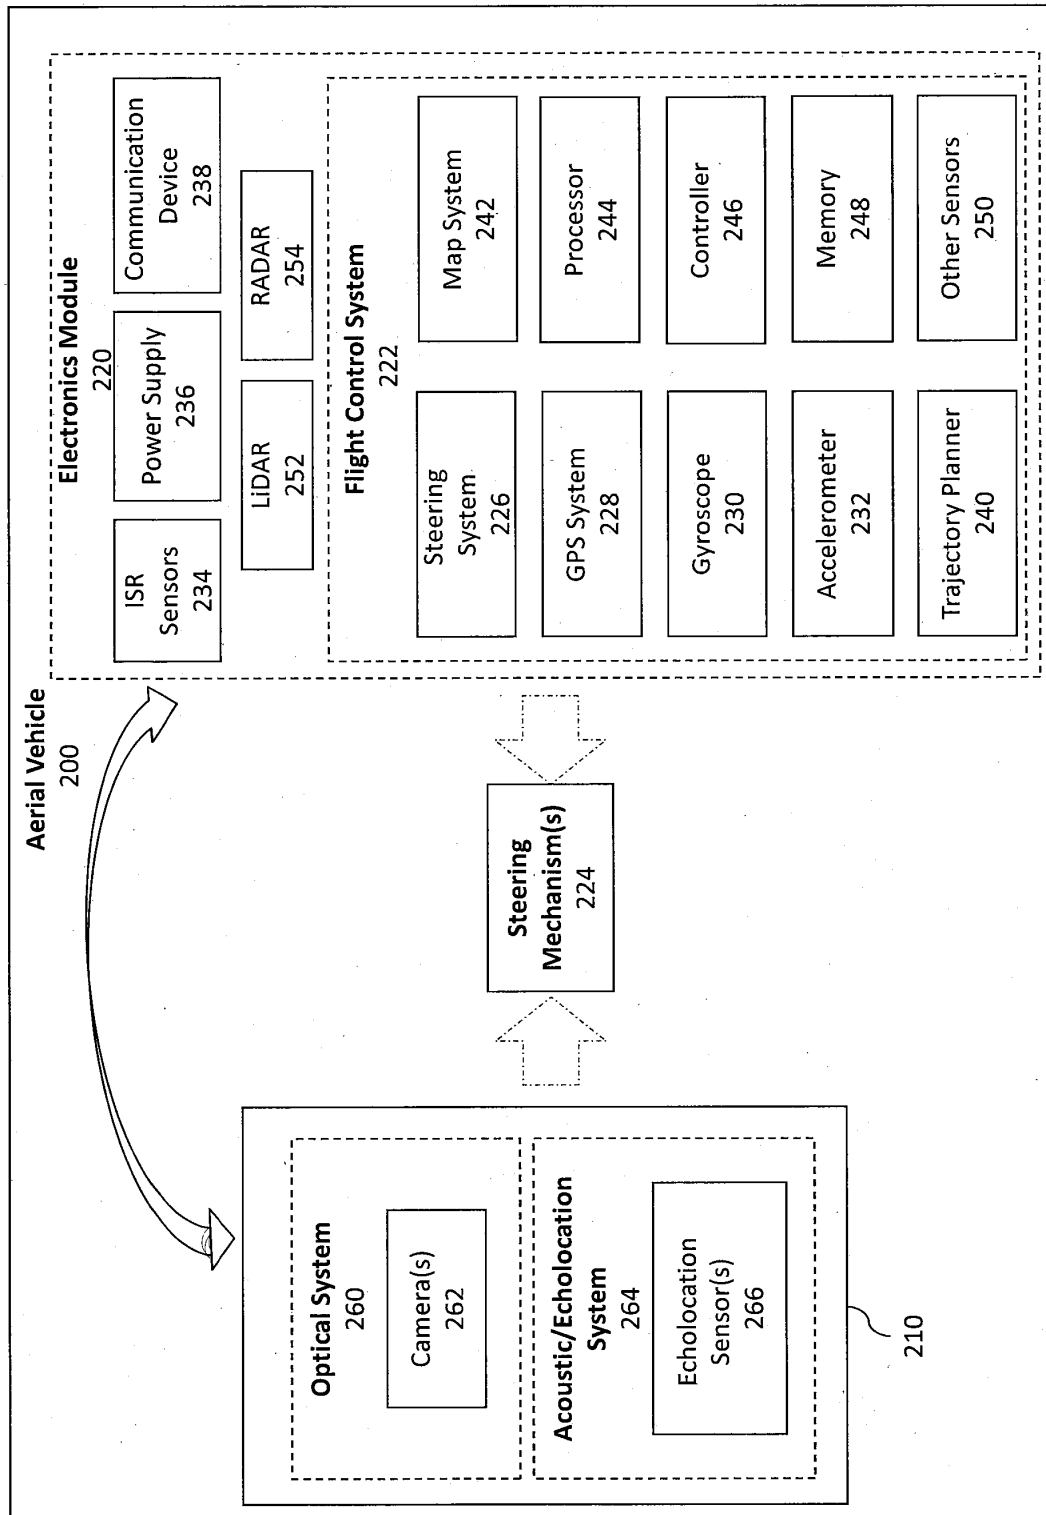 Aerial Vehicle
200
Optical System
260
Camera(s)
262
Acoustic/Echolocation
System
264
Echolocation
Sensor(s)
266
210
Steering
Mechanism(s)
224
Electronics Module
220
ISR
Sensors
234
Power Supply
236
Communication
Device
238
LiDAR
252
RADAR
254
Flight Control System
222
Steering
System
226
Map System
242
GPS System
228
Processor
244
Gyroscope
230
Controller
246
Accelerometer
232
Memory
248
Trajectory Planner
240
Other Sensors
250